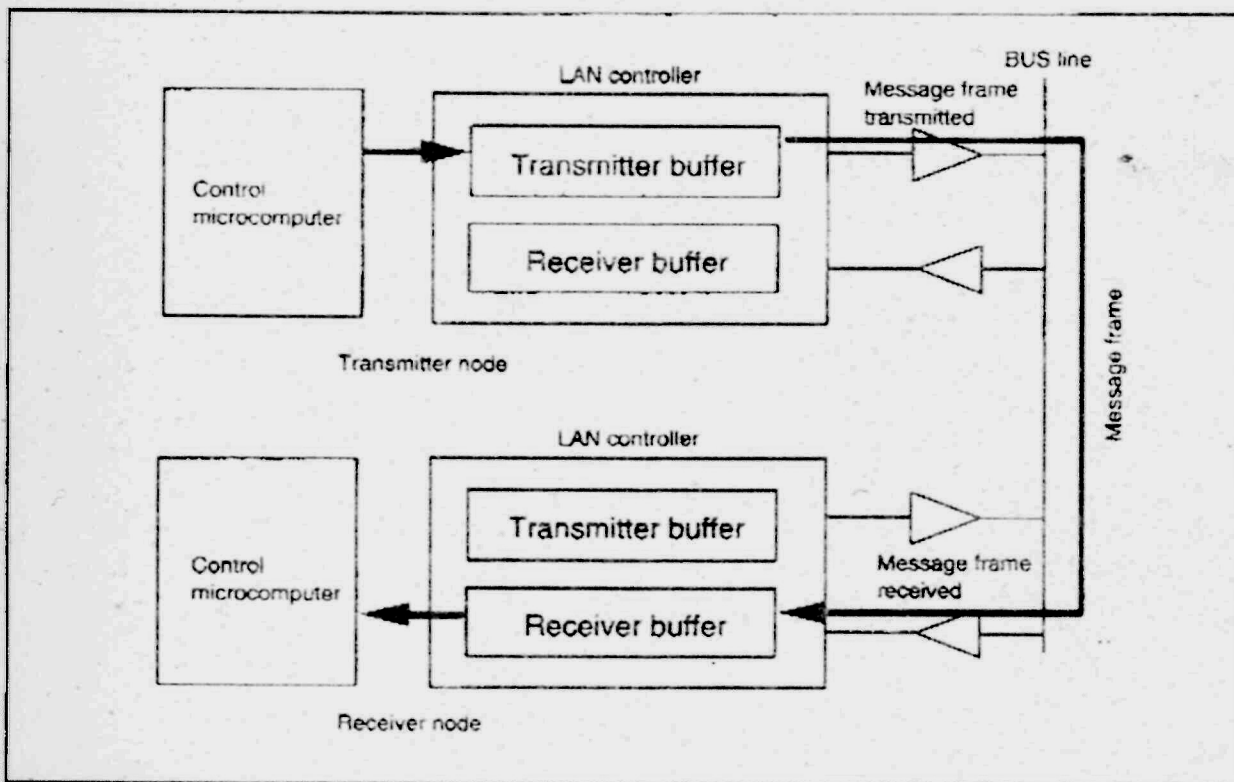 BUS line
LAN controller
Message frame
transmitted
Transmitter buffer
Control
microcomputer
Receiver buffer
Transmitter node
Message frame
LAN controller
Transmitter buffer
Control
microcomputer
Message frame
received
Receiver buffer
Receiver node